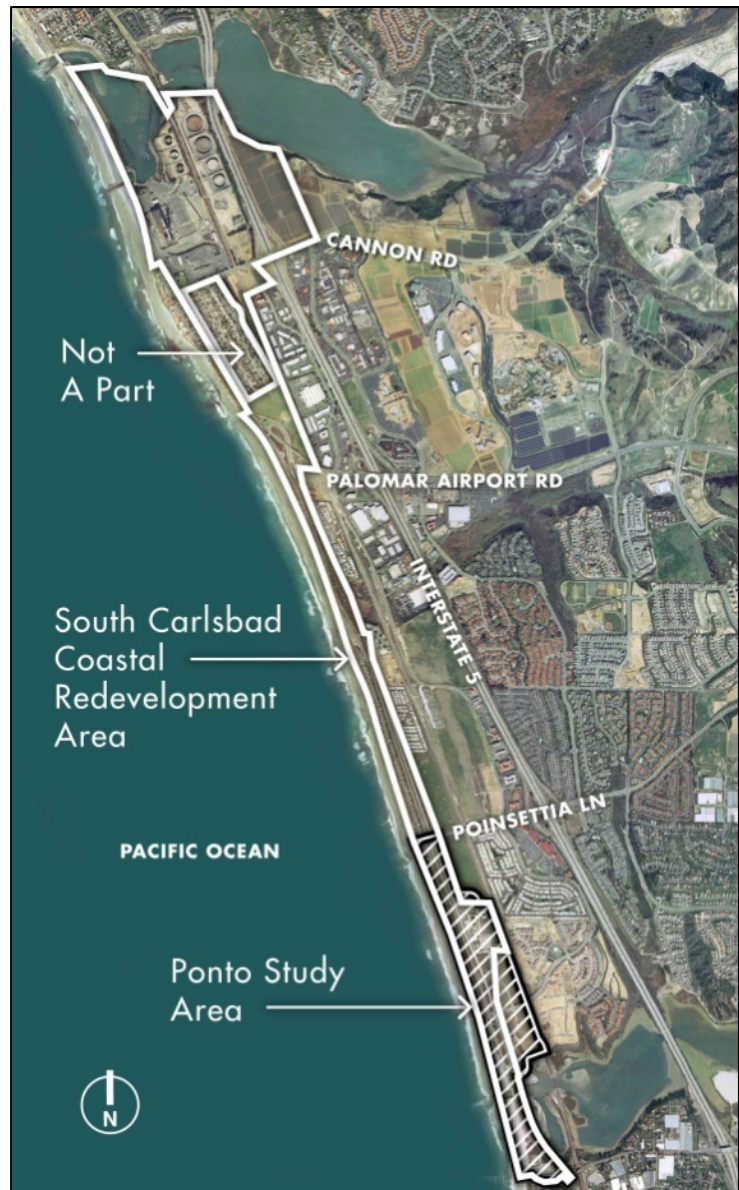 CANNON RD
Not
A Part
PALOMAR AIRPORT RD
INTERSTATE 5
South Carlsbad
Coastal
Redevelopment
Area
POINSETTIA LN
PACIFIC OCEAN
Ponto Study
Area
N